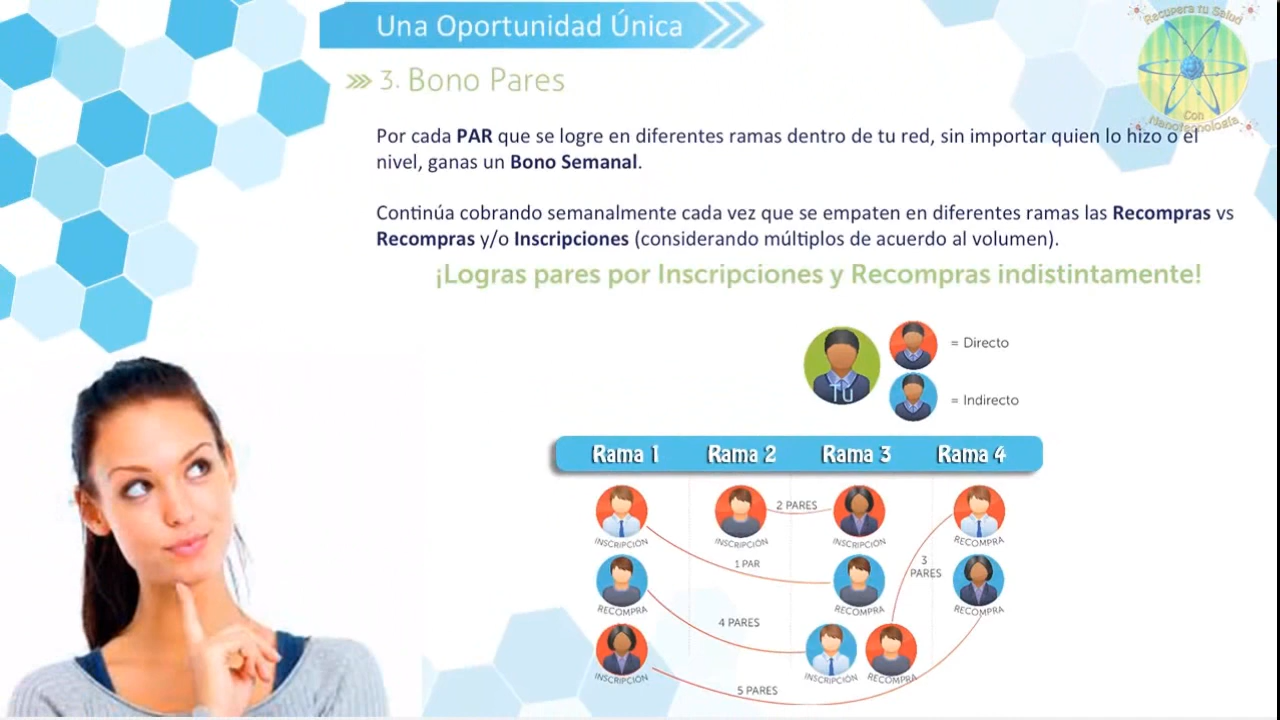 Una Oportunidad Única
Recupera tu Salud
Con
Nanotecnología
3. Bono Pares
Por cada PAR que se logre en diferentes ramas dentro de tu red, sin importar quien lo hizo o el
nivel, ganas un Bono Semanal.
Continúa cobrando semanalmente cada vez que se empaten en diferentes ramas las Recompras vs
Recompras y/o Inscripciones (considerando múltiplos de acuerdo al volumen).
¡Logras pares por Inscripciones y Recompras indistintamente!
Tú
= Directo
= Indirecto
Rama 1 Rama 2 Rama 3 Rama 4
2 PARES
INSCRIPCIÓN INSCRIPCIÓN INSCRIPCIÓN RECOMPRA
1 PAR
3
PARES
RECOMPRA RECOMPRA RECOMPRA
4 PARES
INSCRIPCIÓN INSCRIPCIÓN RECOMPRA
5 PARES